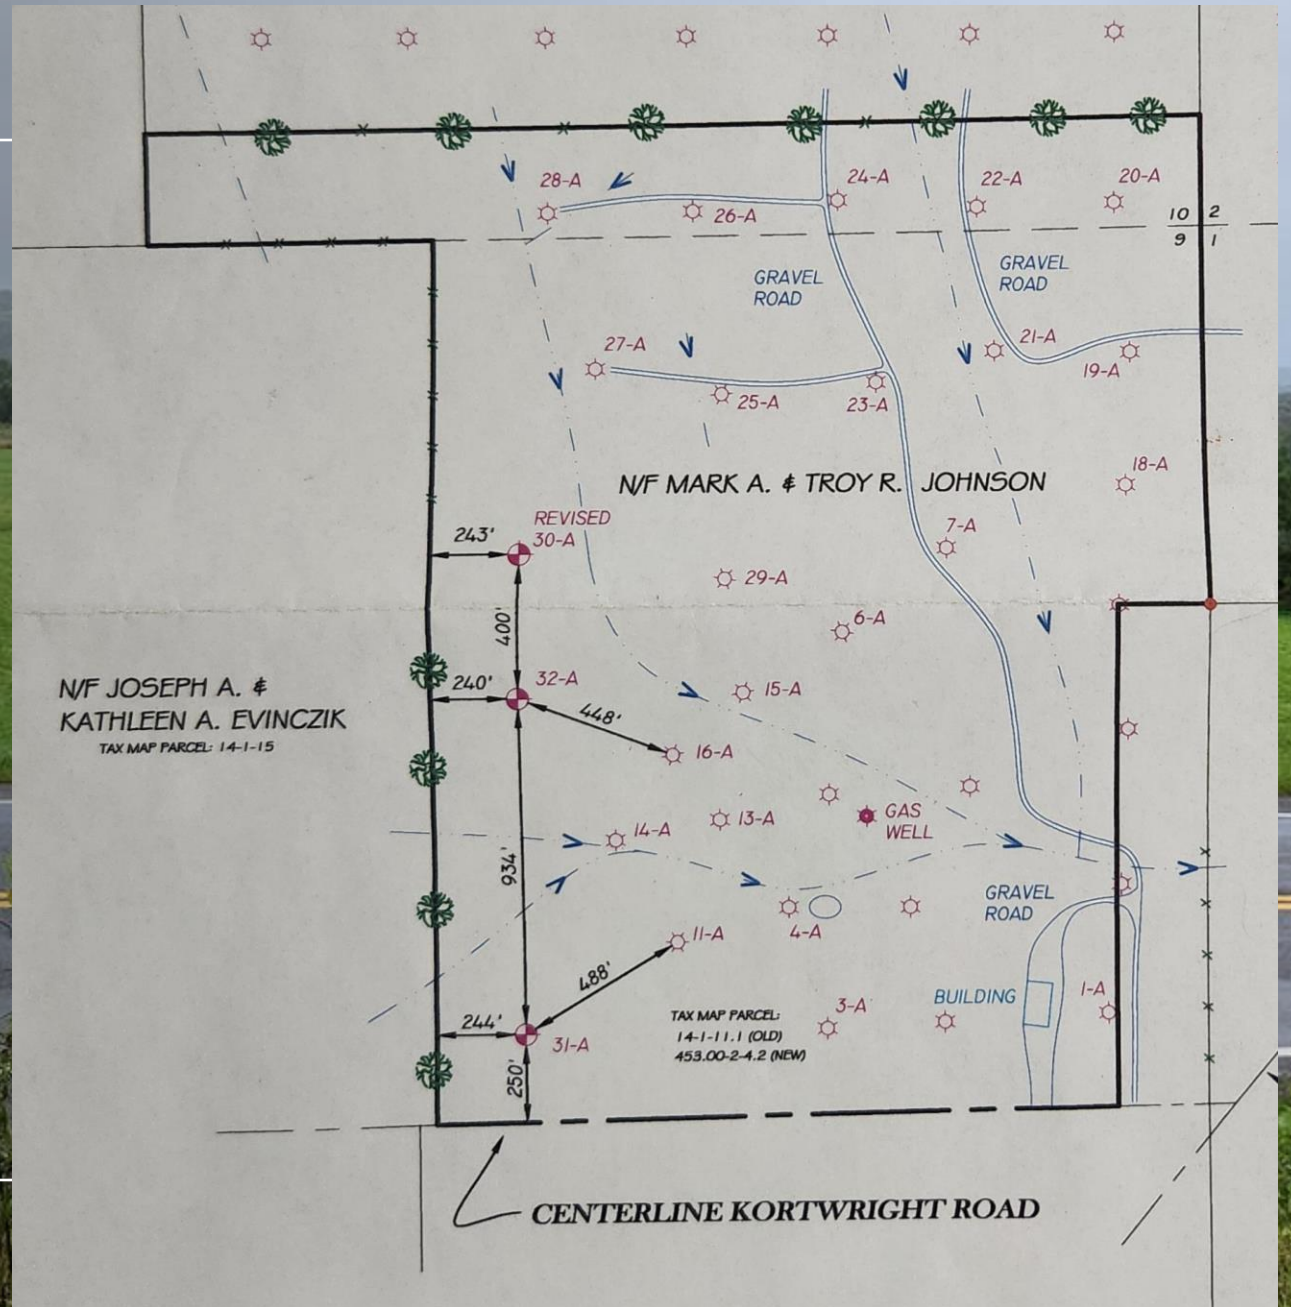 28-A
26-A
24-A
22-A
20-A
10 2
9 1
GRAVEL
ROAD
GRAVEL
ROAD
27-A
25-A
23-A
21-A
19-A
18-A
N/F MARK A. & TROY R. JOHNSON
REVISED
30-A
243'
7-A
29-A
400'
6-A
N/F JOSEPH A. &
KATHLEEN A. EVINCZIK
TAX MAP PARCEL: 14-1-15
240'
32-A
448'
15-A
16-A
14-A
13-A
GAS
WELL
934'
GRAVEL
ROAD
4-A
11-A
488'
BUILDING
1-A
3-A
TAX MAP PARCEL:
14-1-11.1 (OLD)
453.00-2-4.2 (NEW)
244'
31-A
250'
CENTERLINE KORTWRIGHT ROAD